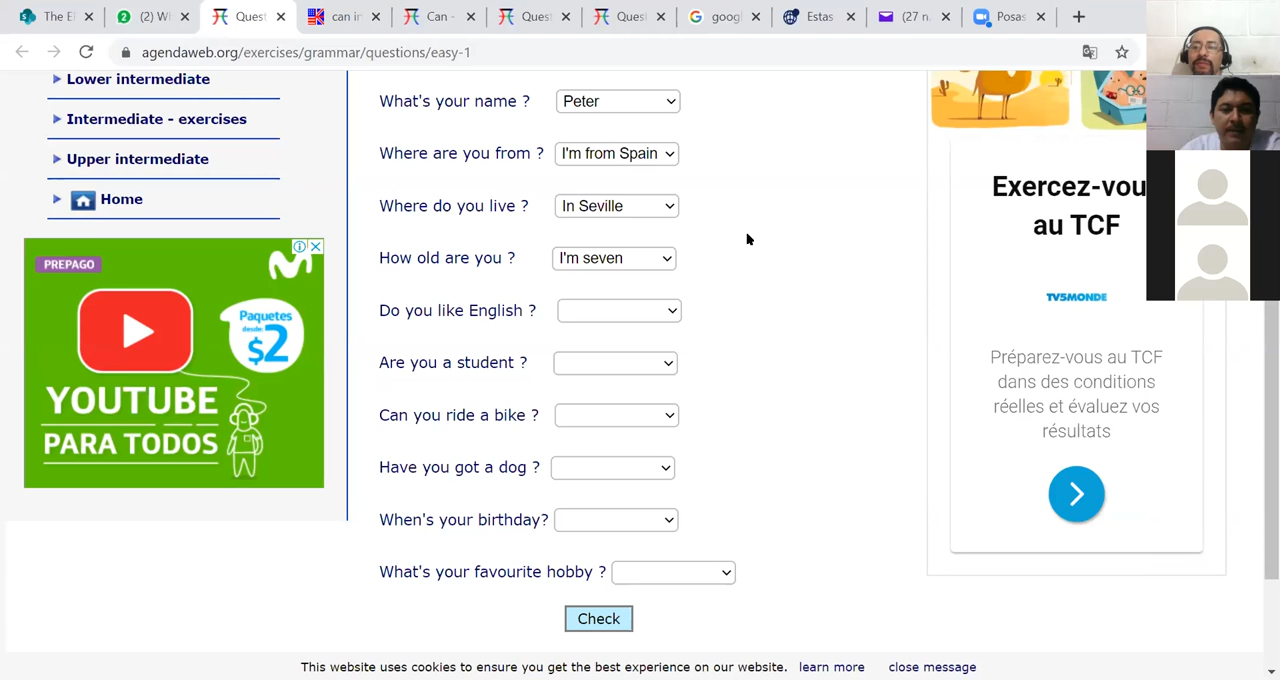 The E
(2) W
Quest
can in
Can -
Quest
Ques
googl
Estas
(27 n
Posas
agendaweb.org/exercises/grammar/questions/easy-1
Lower intermediate
Intermediate - exercises
Upper intermediate
Home
PREPAGO
Paquetes
desde:
$2
YOUTUBE
PARA TODOS
What's your name ? Peter
Where are you from ? I'm from Spain
Where do you live ? In Seville
How old are you ? I'm seven
Do you like English ?
Are you a student ?
Can you ride a bike ?
Have you got a dog ?
When's your birthday?
What's your favourite hobby ?
Check
Exercez-vou
au TCF
TV5MONDE
Préparez-vous au TCF
dans des conditions
réelles et évaluez vos
résultats
This website uses cookies to ensure you get the best experience on our website. learn more close message